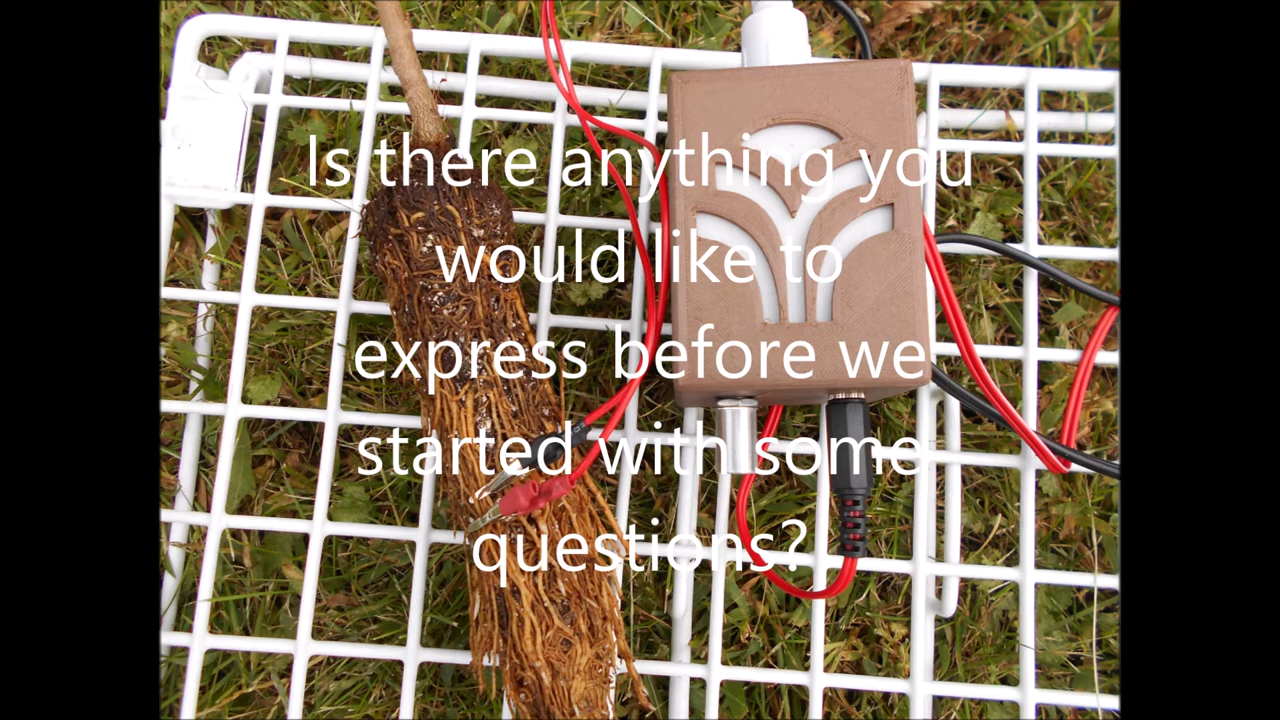 Is there anything you
would like to
express before we
started with some
questions?